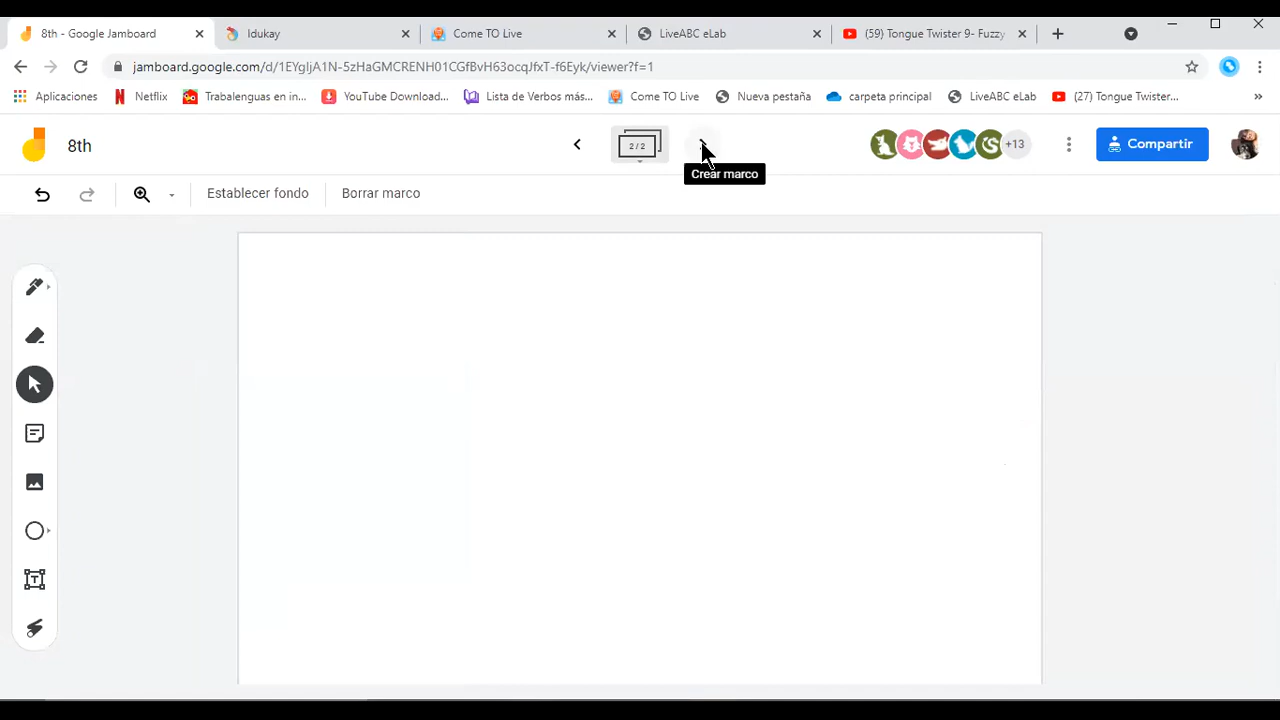 8th - Google Jamboard
Idukay
Come TO Live
LiveABC eLab
(59) Tongue Twister 9- Fuzzy
jamboard.google.com/d/1EYgljA1N-5zHaGMCRENH01CGfBvH63ocqJfxT-f6Eyk/viewer?f=1
Aplicaciones
Netflix
Trabalenguas en in...
YouTube Download...
Lista de Verbos más...
Come TO Live
Nueva pestaña
carpeta principal
LiveABC eLab
(27) Tongue Twister...
»
8th
2 / 2
+13
Compartir
Crear marco
Establecer fondo
Borrar marco